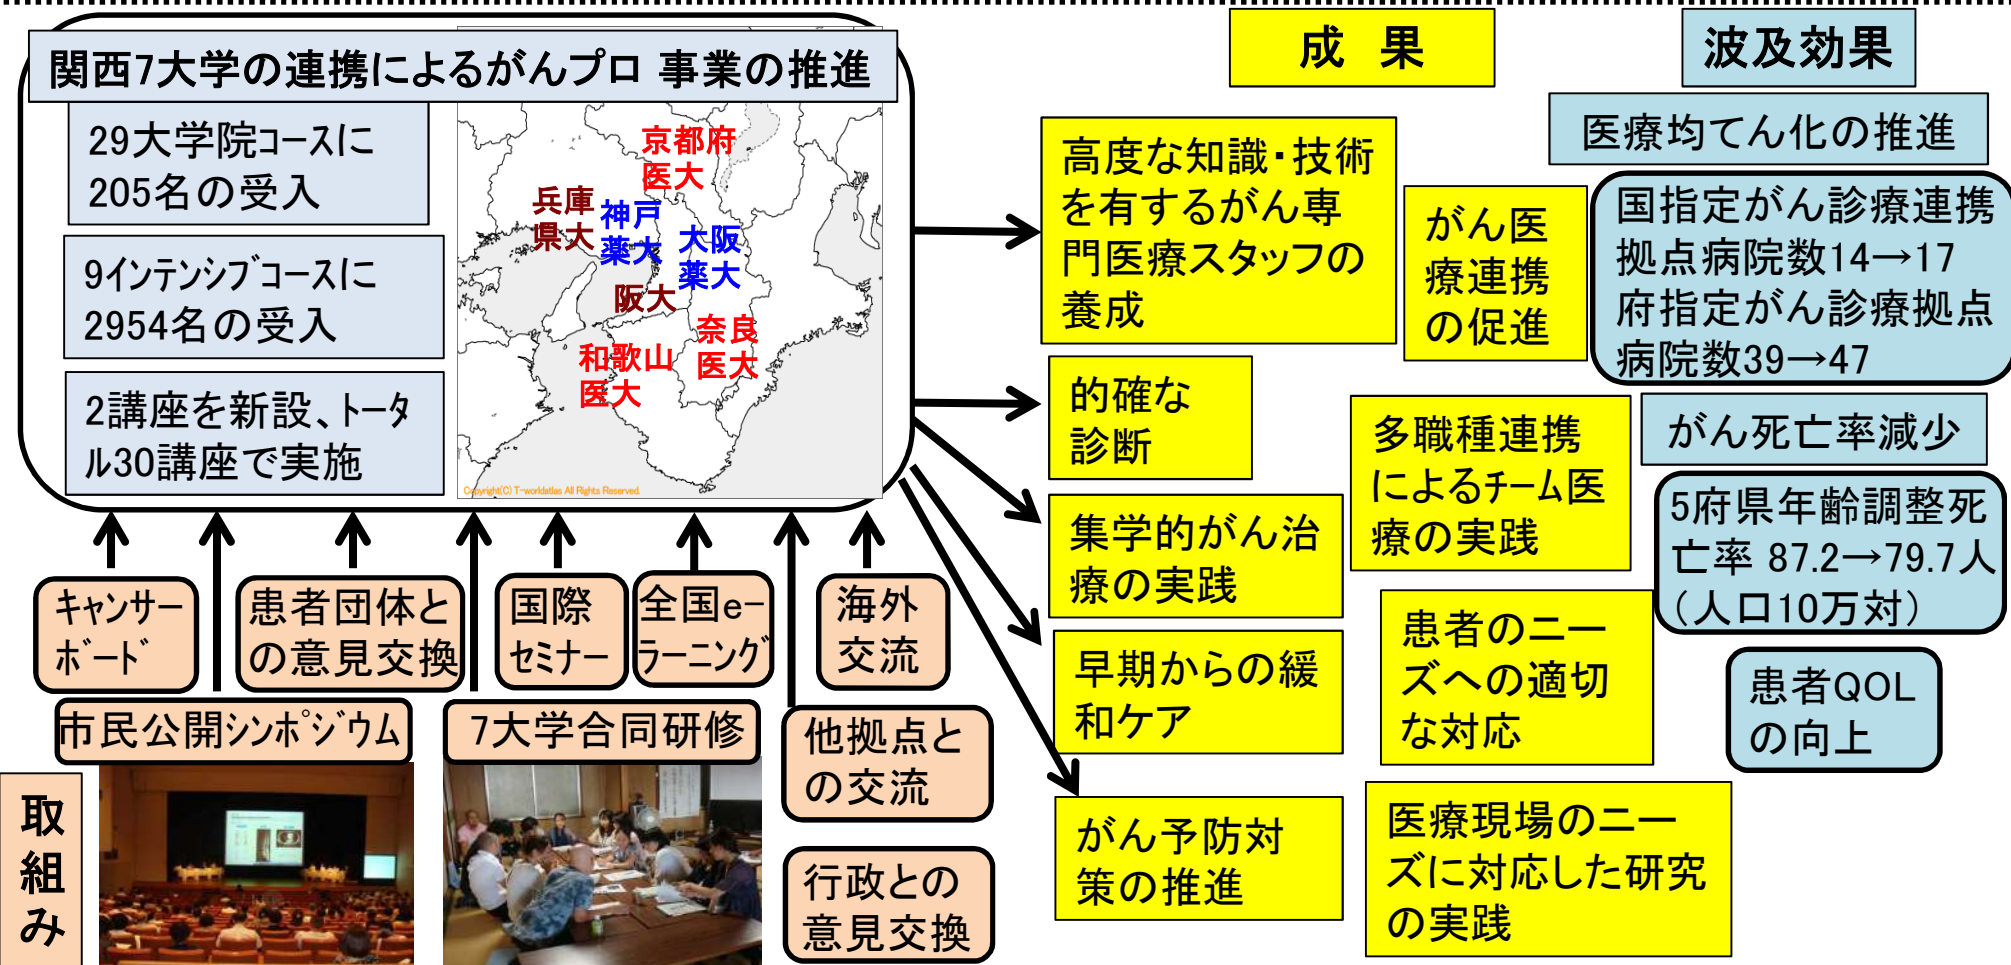 関西7大学の連携によるがんプロ 事業の推進
29大学院ｺｰｽに
205名の受入
9インテンシブｺｰｽに
2954名の受入
2講座を新設、ﾄｰﾀ
ﾙ30講座で実施
京都府
医大
兵庫
県大
神戸
薬大
大阪
薬大
阪大
奈良
医大
和歌山
医大
Copyright(C) T-worldatlas All Rights Reserved.
キャンサー
ﾎﾞｰﾄﾞ
患者団体と
の意見交換
国際
セミナー
全国e-
ラーニング
海外
交流
市民公開ｼﾝﾎﾟｼﾞｳﾑ
7大学合同研修
他拠点と
の交流
行政との
意見交換
取
組
み
成 果
高度な知識・技術
を有するがん専
門医療スタッフの
養成
的確な
診断
集学的がん治
療の実践
早期からの緩
和ケア
がん予防対
策の推進
がん医
療連携
の促進
多職種連携
によるﾁｰﾑ医
療の実践
患者のニー
ズへの適切
な対応
医療現場のニー
ズに対応した研究
の実践
波及効果
医療均てん化の推進
国指定がん診療連携
拠点病院数14→17
府指定がん診療拠点
病院数39→47
がん死亡率減少
5府県年齢調整死
亡率 87.2→79.7人
（人口10万対）
患者QOL
の向上